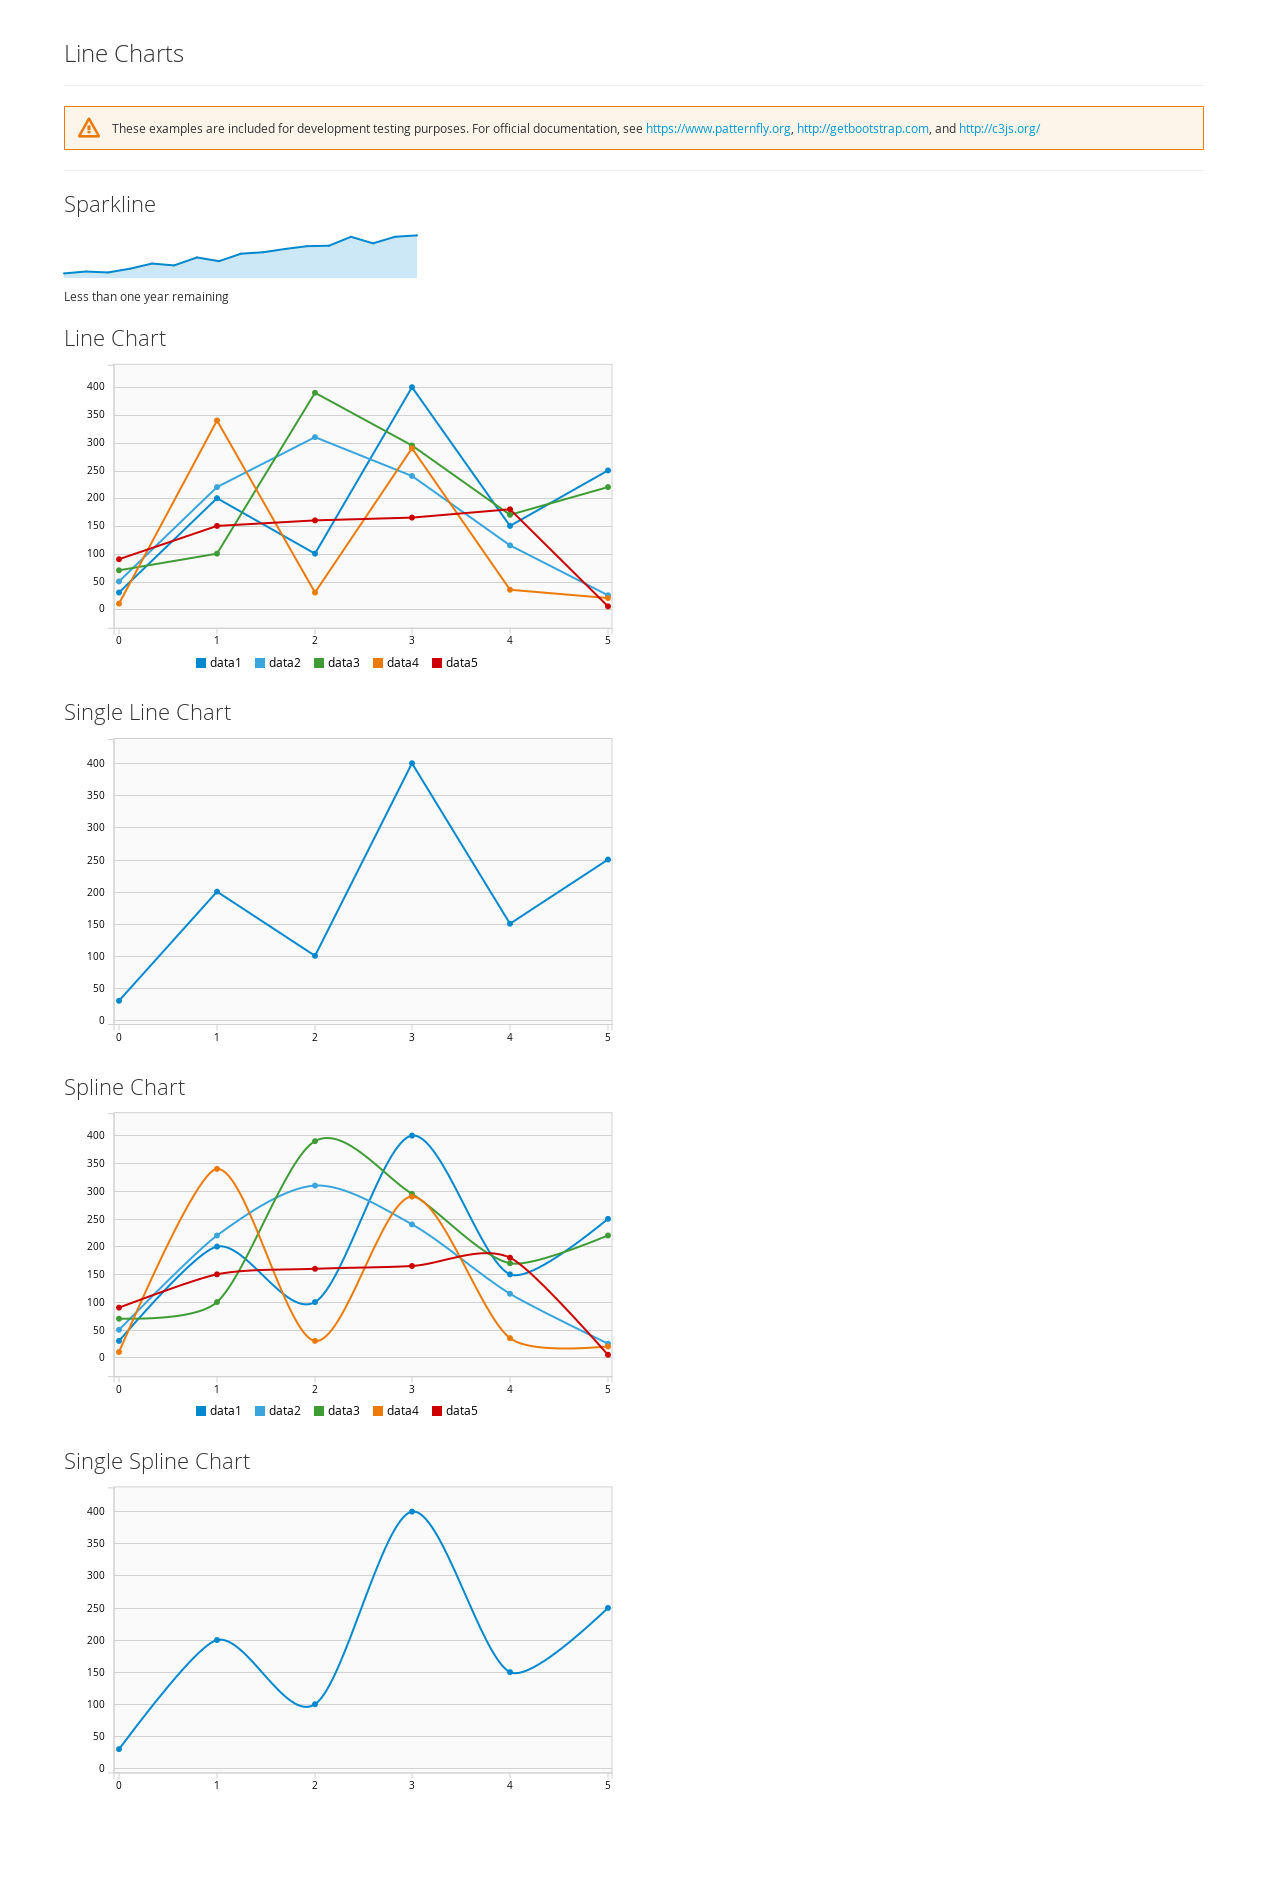 Line Charts
These examples are included for development testing purposes. For official documentation, see https://www.patternfly.org, http://getbootstrap.com, and http://c3js.org/
Sparkline
Less than one year remaining
Line Chart
400
350
300
250
200
150
100
50
0
0 1 2 3 4 5
data1 data2 data3 data4 data5
Single Line Chart
400
350
300
250
200
150
100
50
0
0 1 2 3 4 5
Spline Chart
400
350
300
250
200
150
100
50
0
0 1 2 3 4 5
data1 data2 data3 data4 data5
Single Spline Chart
400
350
300
250
200
150
100
50
0
0 1 2 3 4 5